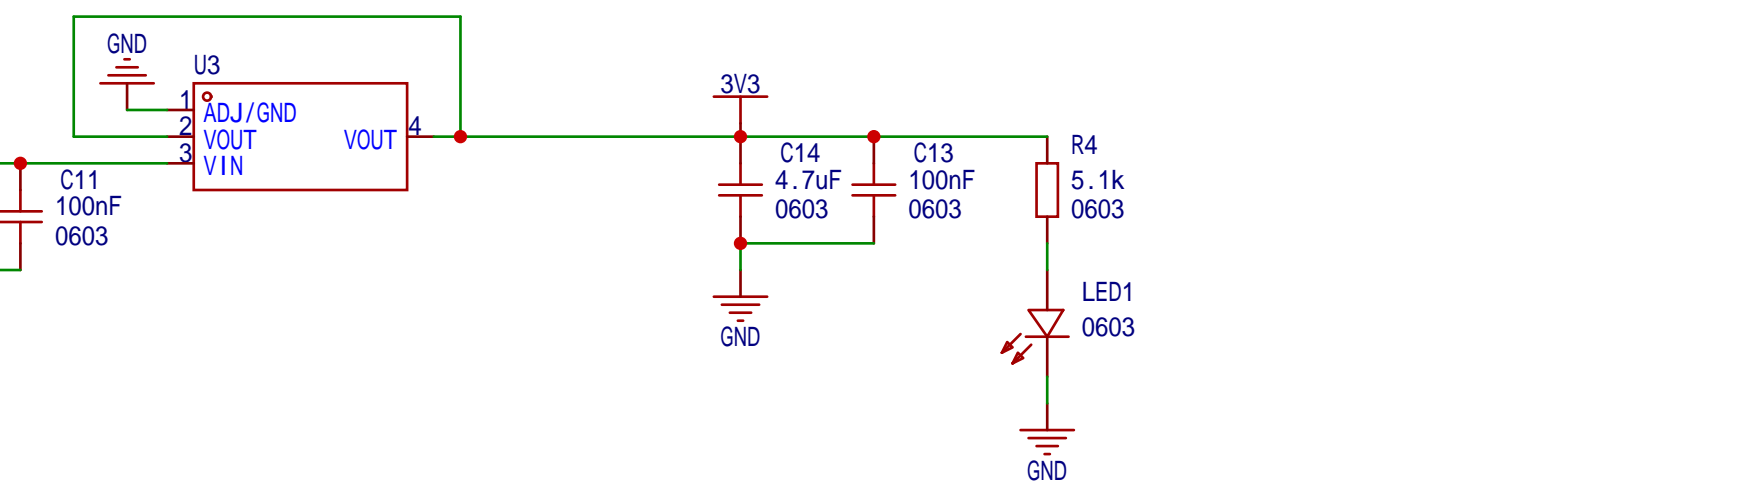 GND
U3
1
ADJ/GND
2
VOUT
3
VIN
VOUT
4
C11
100nF
0603
3V3
C14
4.7uF
0603
C13
100nF
0603
GND
R4
5.1k
0603
LED1
0603
GND